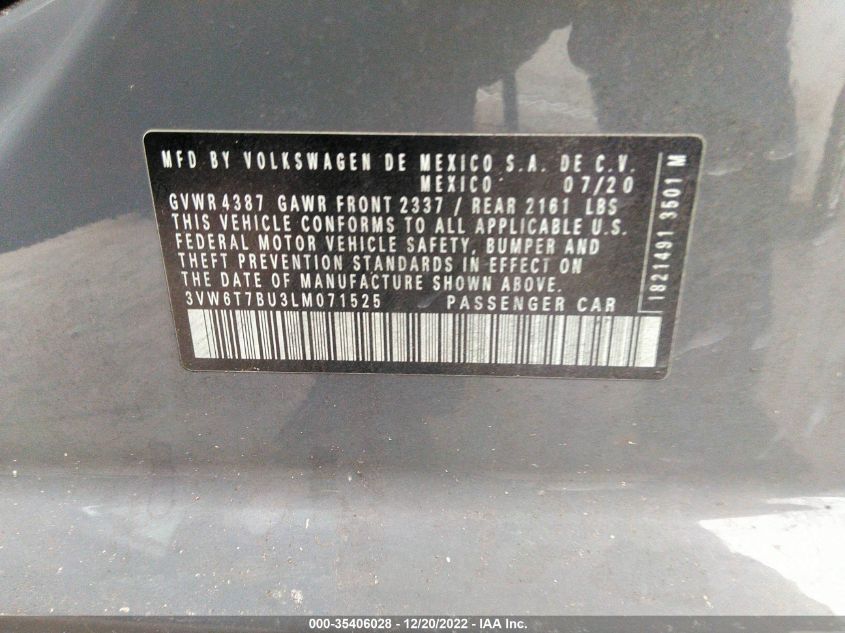 MFD BY VOLKSWAGEN DE MEXICO S.A. DE C.V.
MEXICO 07/20
GVWR 4387 GAWR FRONT 2337 / REAR 2161 LBS
THIS VEHICLE CONFORMS TO ALL APPLICABLE U.S.
FEDERAL MOTOR VEHICLE SAFETY, BUMPER AND
THEFT PREVENTION STANDARDS IN EFFECT ON
THE DATE OF MANUFACTURE SHOWN ABOVE.
3VW6T7BU3LM071525 PASSENGER CAR
1821491 3501 M
000-35406028 - 12/20/2022 - IAA Inc.